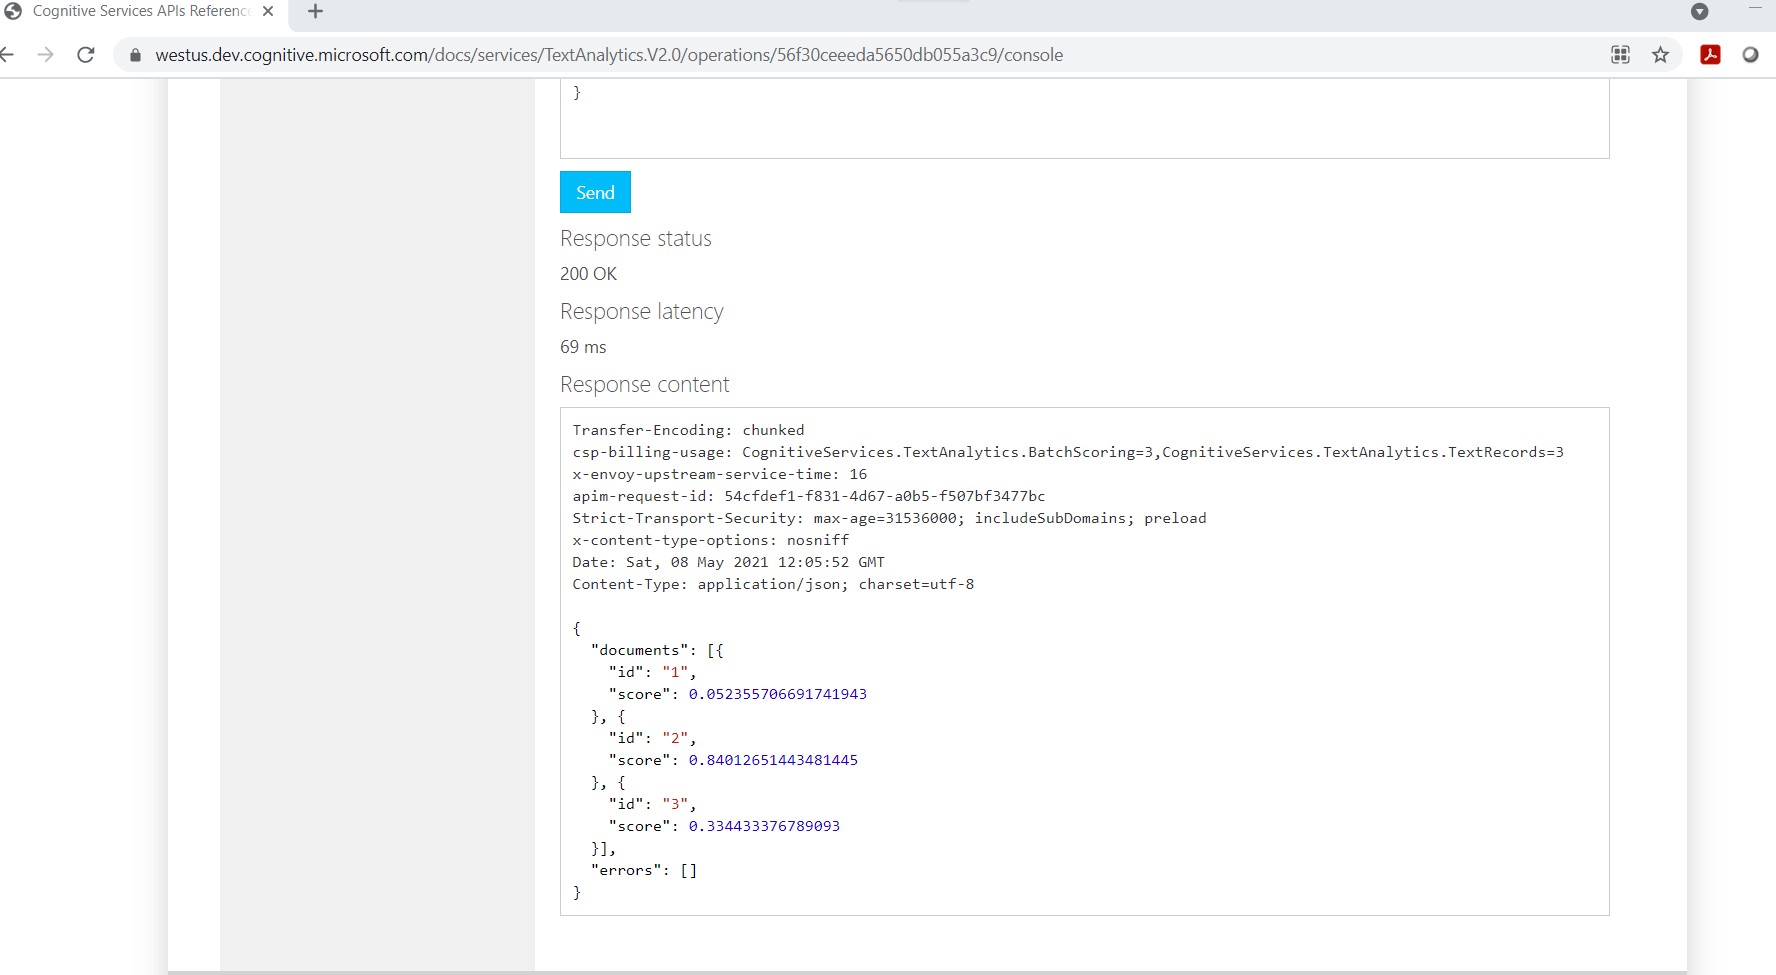 Cognitive Services APIs Reference
westus.dev.cognitive.microsoft.com/docs/services/TextAnalytics.V2.0/operations/56f30ceeeda5650db055a3c9/console
}
Send
Response status
200 OK
Response latency
69 ms
Response content
Transfer-Encoding: chunked
csp-billing-usage: CognitiveServices.TextAnalytics.BatchScoring=3,CognitiveServices.TextAnalytics.TextRecords=3
x-envoy-upstream-service-time: 16
apim-request-id: 54cfdef1-f831-4d67-a0b5-f507bf3477bc
Strict-Transport-Security: max-age=31536000; includeSubDomains; preload
x-content-type-options: nosniff
Date: Sat, 08 May 2021 12:05:52 GMT
Content-Type: application/json; charset=utf-8
{
  "documents": [{
    "id": "1",
    "score": 0.052355706691741943
  }, {
    "id": "2",
    "score": 0.84012651443481445
  }, {
    "id": "3",
    "score": 0.334433376789093
  }],
  "errors": []
}